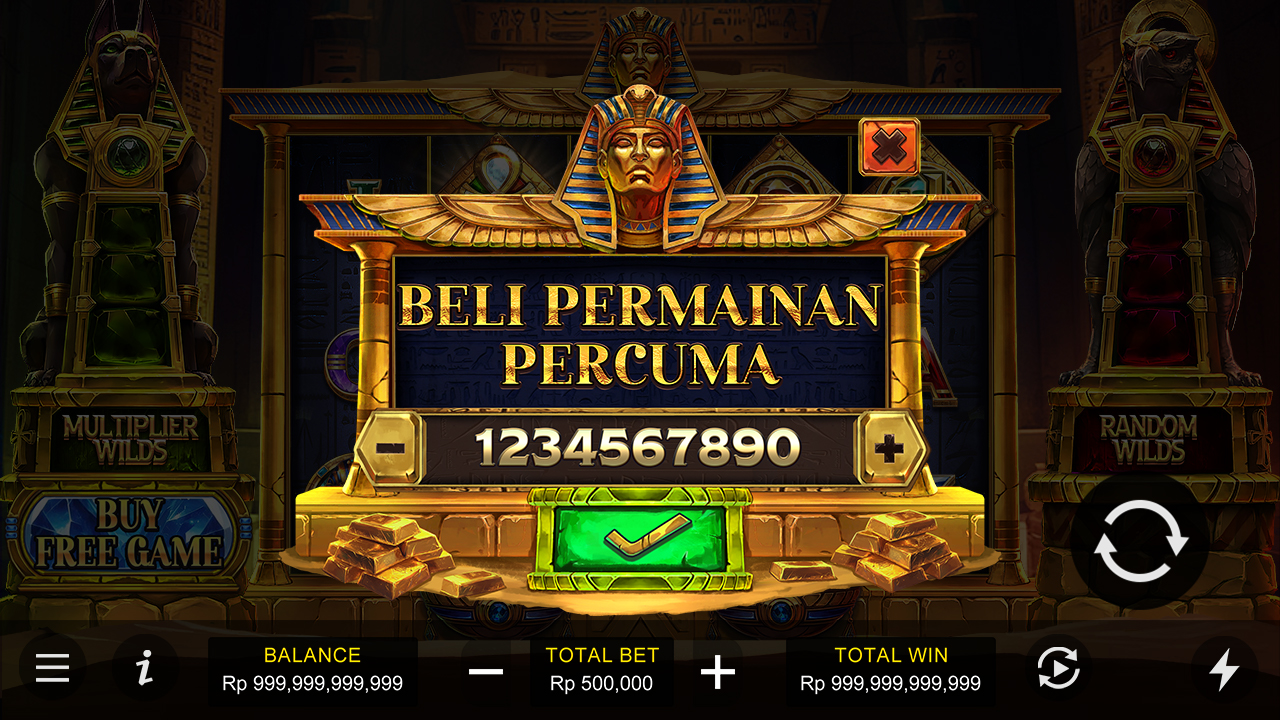 BELI PERMAINAN
PERCUMA
1234567890
MULTIPLIER
WILDS
RANDOM
WILDS
BUY
FREE GAME
BALANCE
Rp 999,999,999,999
TOTAL BET
Rp 500,000
TOTAL WIN
Rp 999,999,999,999